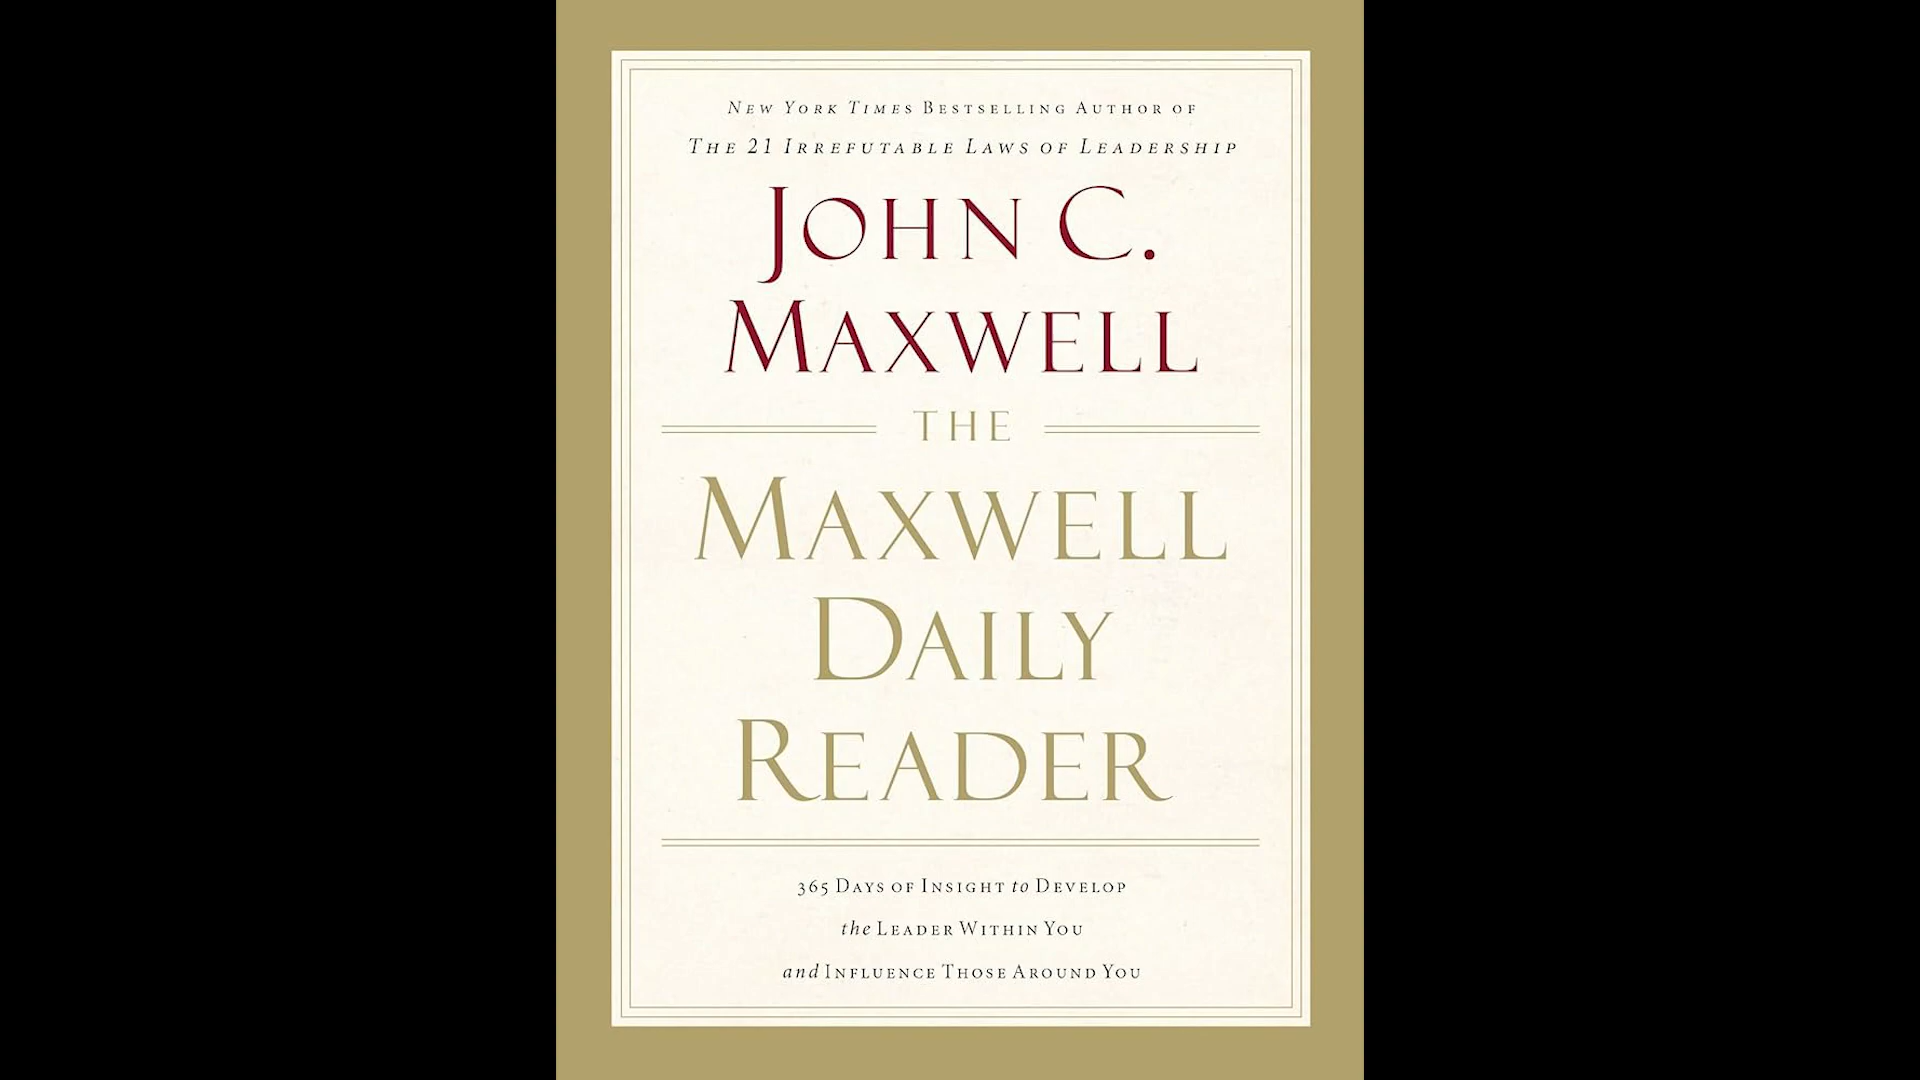 New York Times Bestselling Author of
The 21 Irrefutable Laws of Leadership
John C.
Maxwell
The
Maxwell
Daily
Reader
365 Days of Insight to Develop
the Leader Within You
and Influence Those Around You